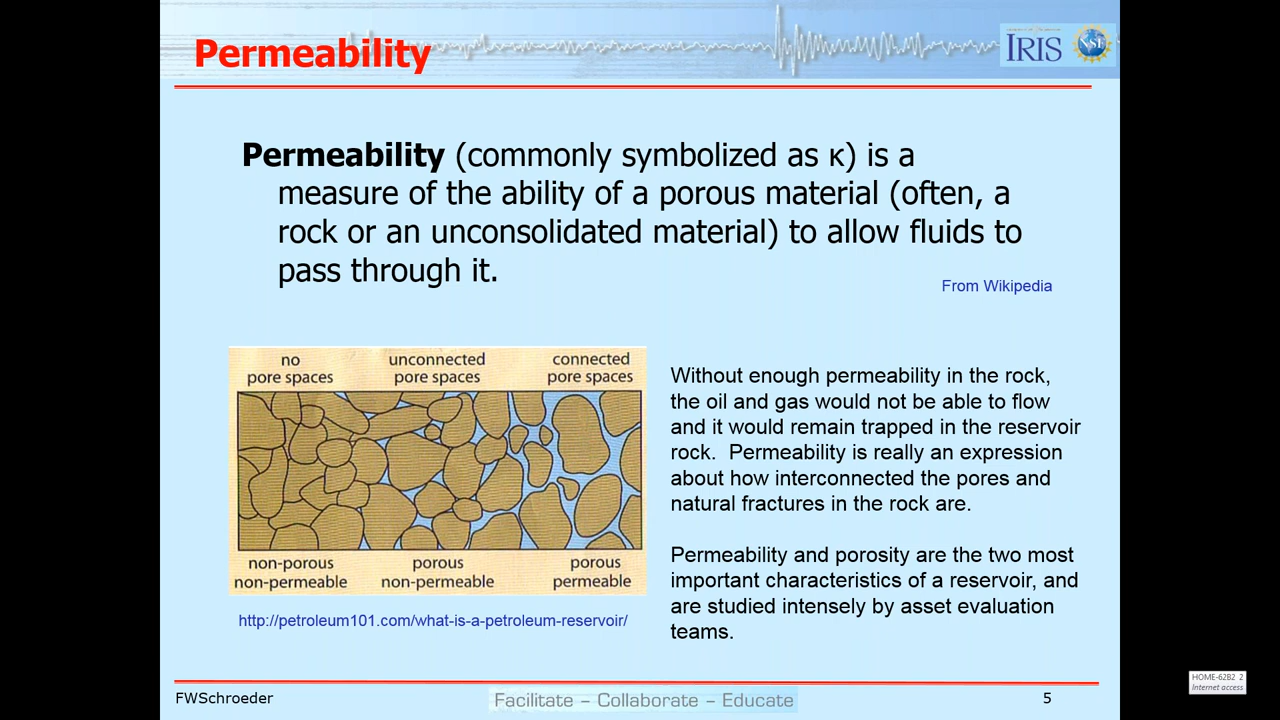 Permeability
IRIS
NSF
Permeability (commonly symbolized as κ) is a
measure of the ability of a porous material (often, a
rock or an unconsolidated material) to allow fluids to
pass through it.
From Wikipedia
no
pore spaces
unconnected
pore spaces
connected
pore spaces
non-porous
non-permeable
porous
non-permeable
porous
permeable
http://petroleum101.com/what-is-a-petroleum-reservoir/
Without enough permeability in the rock,
the oil and gas would not be able to flow
and it would remain trapped in the reservoir
rock.  Permeability is really an expression
about how interconnected the pores and
natural fractures in the rock are.
Permeability and porosity are the two most
important characteristics of a reservoir, and
are studied intensely by asset evaluation
teams.
FWSchroeder
Facilitate – Collaborate – Educate
5
HOME-62B2 2
Internet access